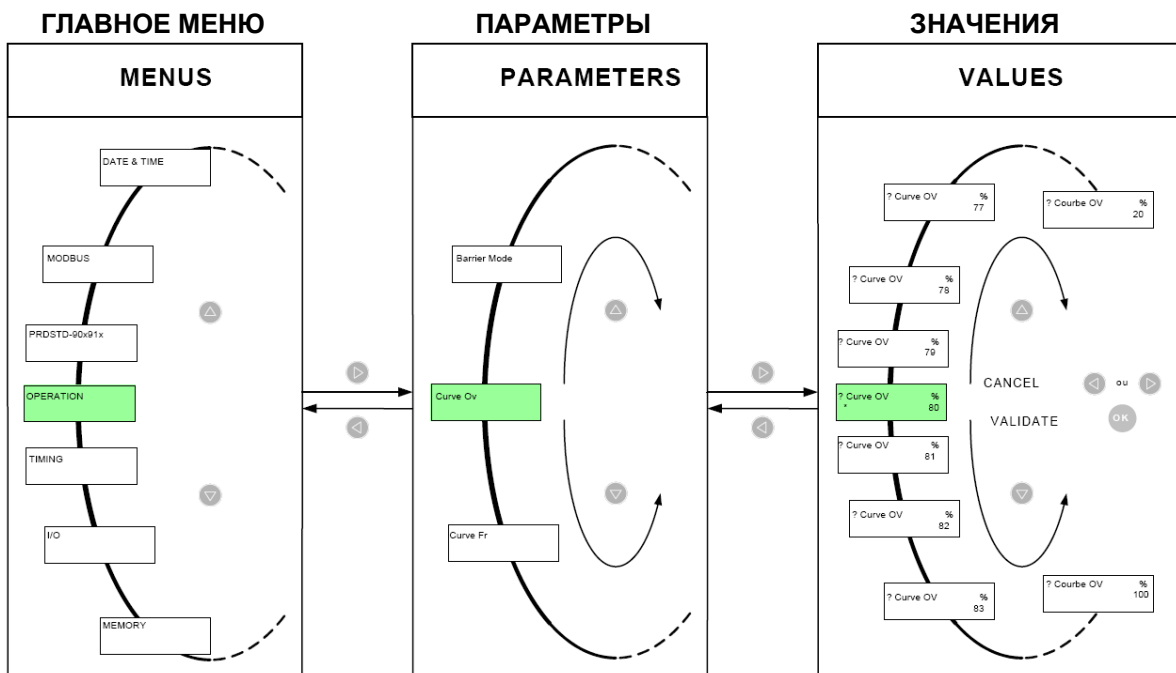 ГЛАВНОЕ МЕНЮ
ПАРАМЕТРЫ
ЗНАЧЕНИЯ
MENUS
PARAMETERS
VALUES
DATE & TIME
MODBUS
PRDSTD-90x91x
OPERATION
TIMING
I/O
MEMORY
Barrier Mode
Curve Ov
Curve Fr
? Curve OV %
77
? Courbe OV %
20
? Curve OV %
78
? Curve OV %
79
? Curve OV %
* 80
? Curve OV %
81
? Curve OV %
82
? Curve OV %
83
? Courbe OV %
100
CANCEL ou
VALIDATE OK